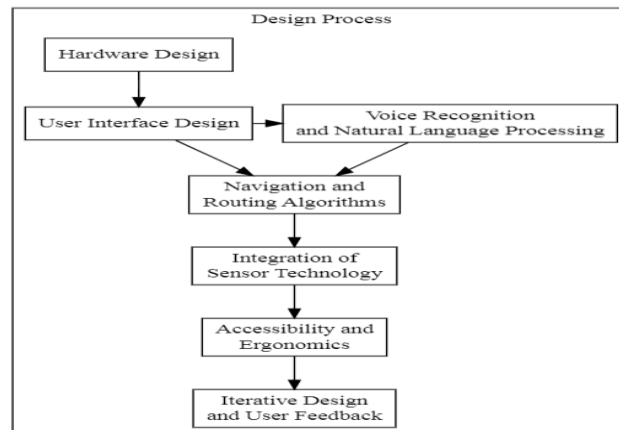 Design Process
Hardware Design
User Interface Design
Voice Recognition
and Natural Language Processing
Navigation and
Routing Algorithms
Integration of
Sensor Technology
Accessibility and
Ergonomics
Iterative Design
and User Feedback